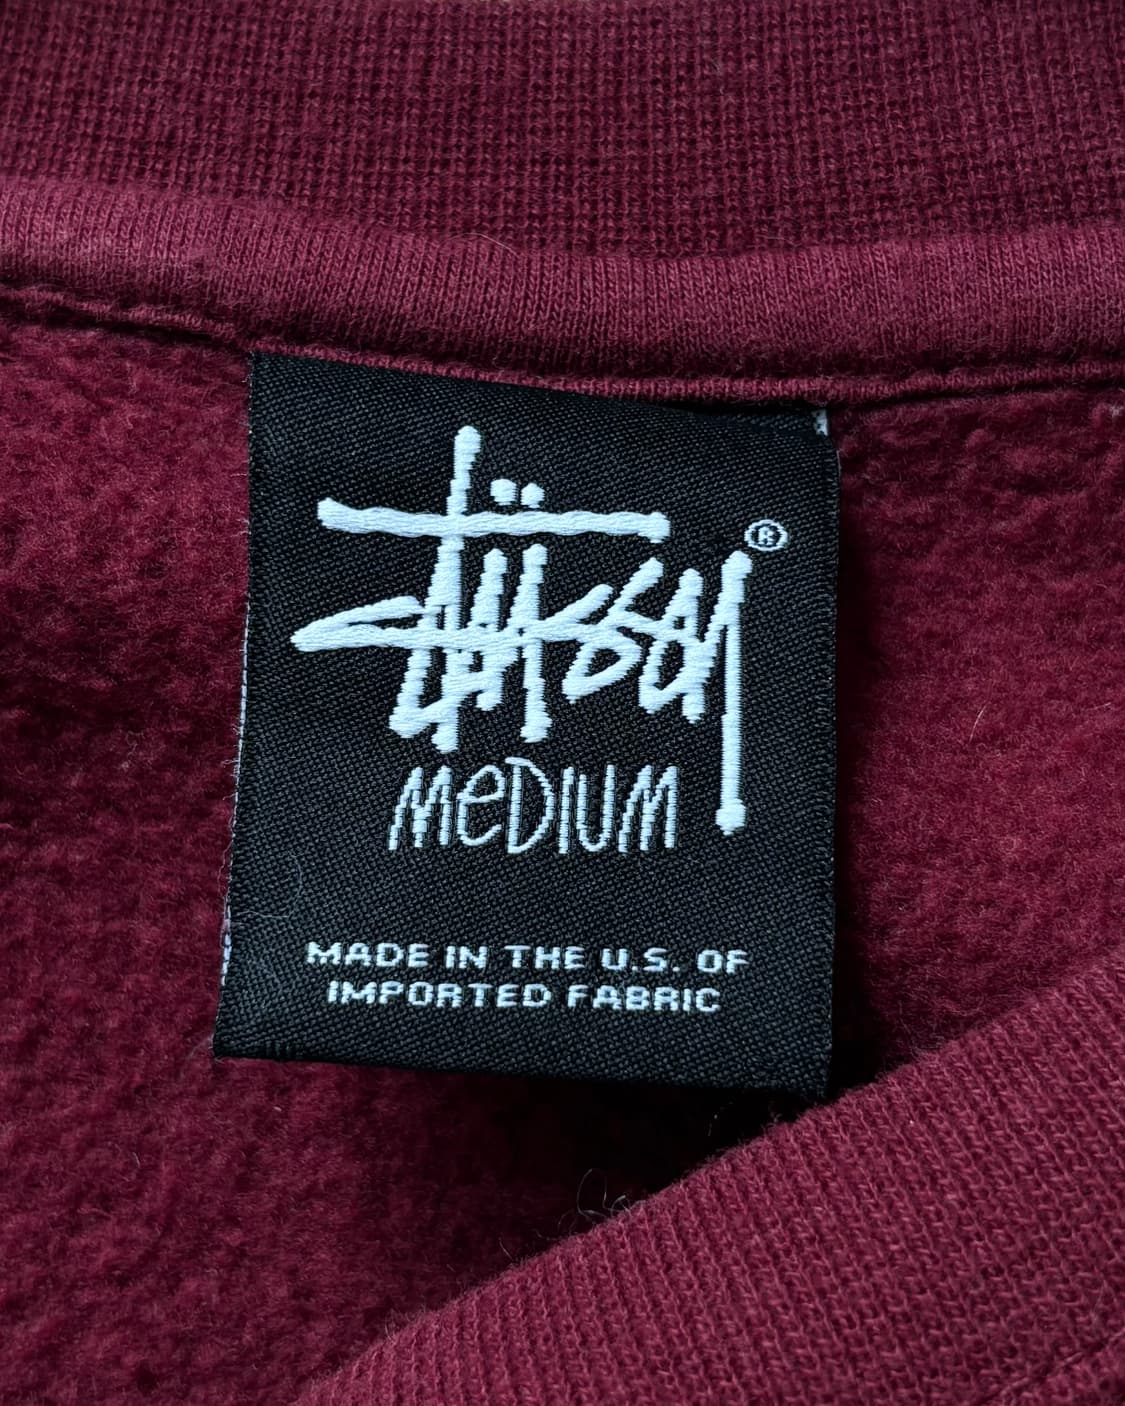 Stüssy ®
MeDIUM
MADE IN THE U.S. OF
IMPORTED FABRIC